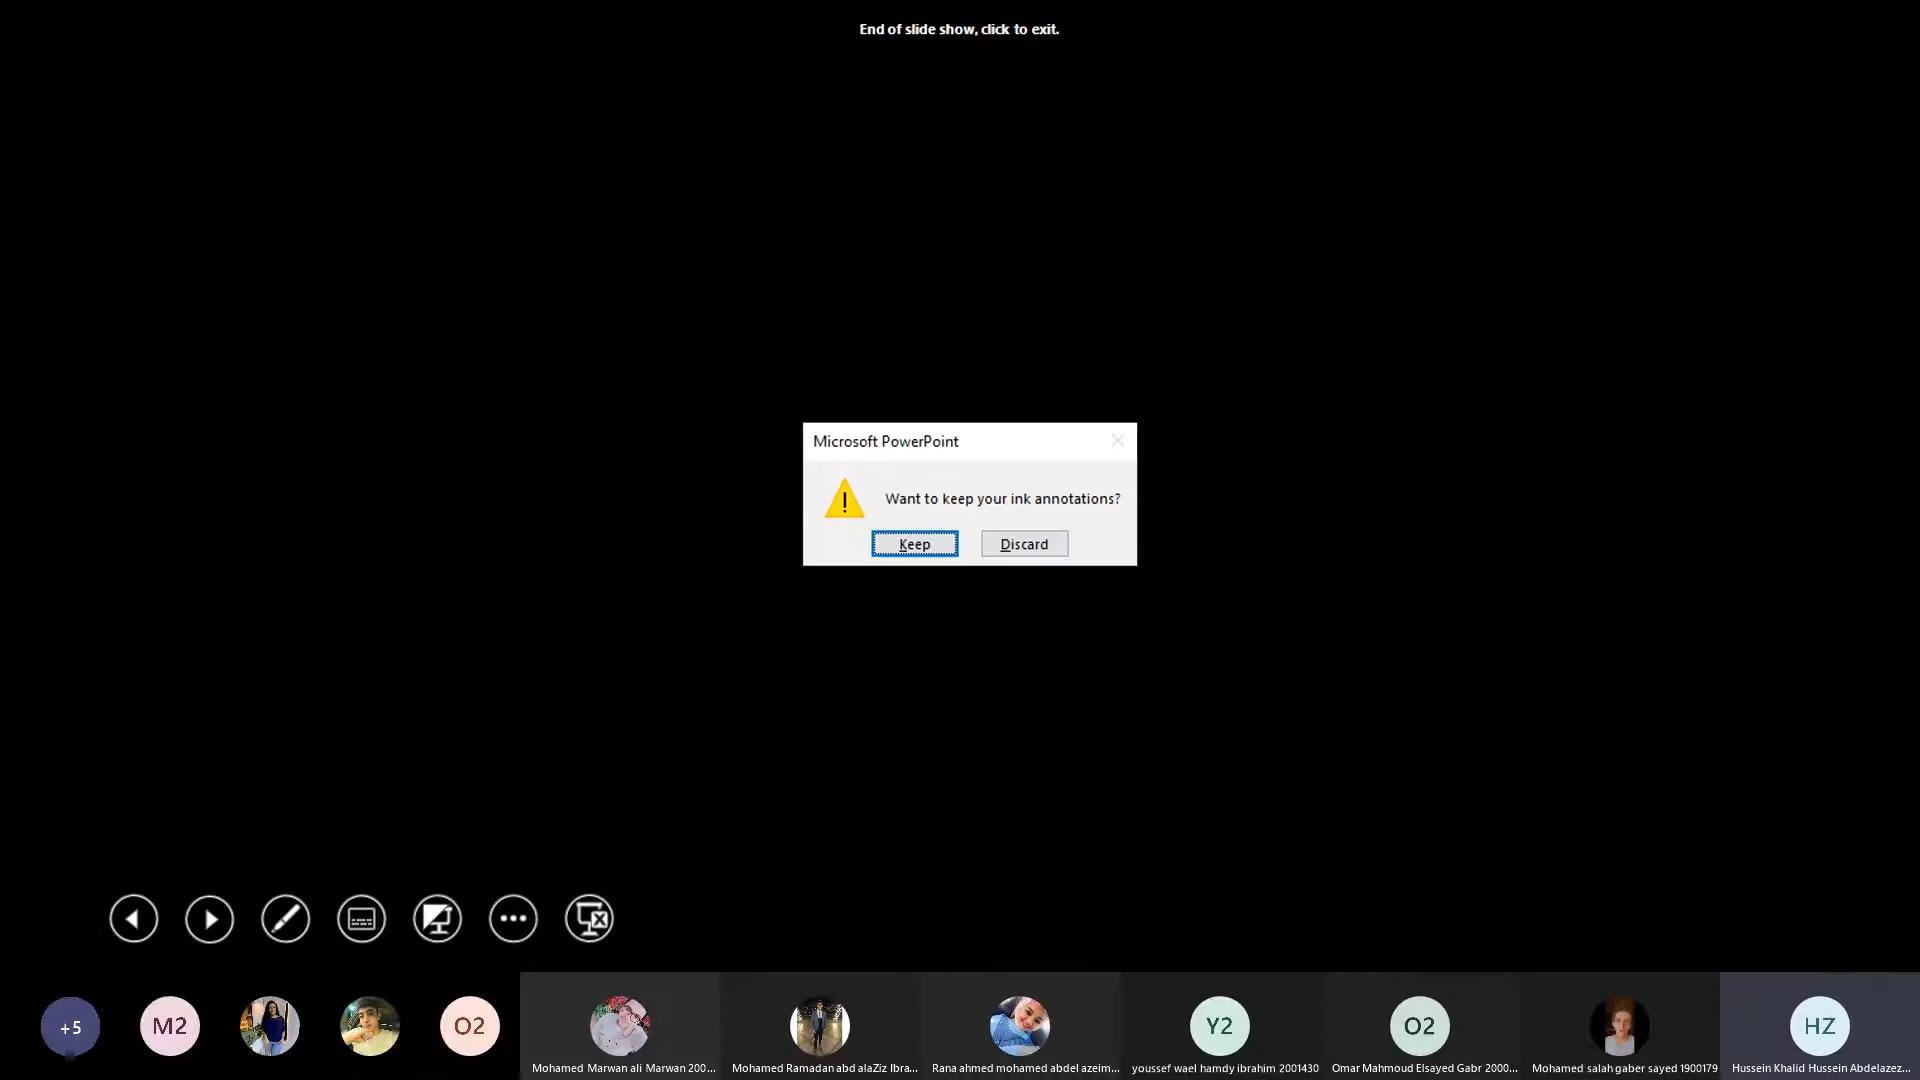 End of slide show, click to exit.
Microsoft PowerPoint
Want to keep your ink annotations?
Keep
Discard
+5
M2
O2
Y2
O2
HZ
Mohamed Marwan ali Marwan 200...
Mohamed Ramadan abd alaZiz Ibra...
Rana ahmed mohamed abdel azeim...
youssef wael hamdy ibrahim 2001430
Omar Mahmoud Elsayed Gabr 2000...
Mohamed salah gaber sayed 1900179
Hussein Khalid Hussein Abdelazez...